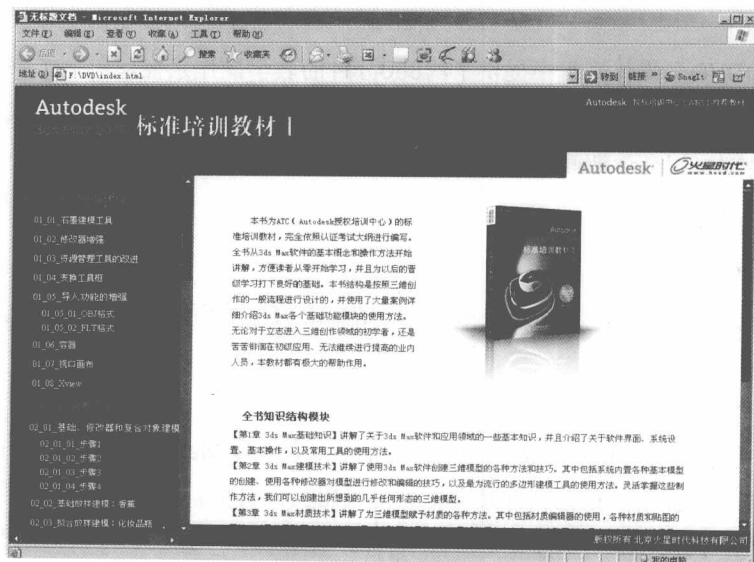 无标题文档 - Microsoft Internet Explorer
文件(F) 编辑(E) 查看(V) 收藏(A) 工具(T) 帮助(H)
后退 搜索 收藏夹
地址(D) F:\DVD\index.html 转到 链接 » SnagIt
Autodesk
标准培训教材 I
Autodesk
Autodesk 火星时代
www.hxsd.com
01_01_石墨建模工具
01_02_修改器增强
01_03_资源管理工具的改进
01_04_变换工具框
01_05_导入功能的增强
01_05_01_OBJ格式
01_05_02_FLT格式
01_06_容器
01_07_视口画布
01_08_Xview
02_01_基础、修改器和复合对象建模
02_01_01_步骤1
02_01_02_步骤2
02_01_03_步骤3
02_01_04_步骤4
02_02_基础放样建模：香蕉
02_03_拟合放样建模：化妆品瓶
本书为ATC（Autodesk授权培训中心）的标
准培训教材，完全依照认证考试大纲进行编写。
全书从3ds Max软件的基本概念和操作方法开始
讲解，方便读者从零开始学习，并且为以后的晋
级学习打下良好的基础。本书结构是按照三维创
作的一般流程进行设计的，并使用了大量案例详
细介绍3ds Max各个基础功能模块的使用方法。
无论对于立志进入三维创作领域的初学者，还是
苦苦徘徊在初级应用、无法继续进行提高的业内
人员，本教材都有极大的帮助作用。
Autodesk
标准培训教材 I
全书知识结构模块
【第1章 3ds Max基础知识】讲解了关于3ds Max软件和应用领域的一些基本知识，并且介绍了关于软件界面、系统设
置、基本操作，以及常用工具的使用方法。
【第2章 3ds Max建模技术】讲解了使用3ds Max软件创建三维模型的各种方法和技巧。其中包括系统内置各种基本模型
的创建、使用各种修改器对模型进行修改和编辑的技巧，以及最为流行的多边形建模工具的使用方法。灵活掌握这些制
作方法，我们可以创建出所想到的几乎任何形态的三维模型。
【第3章 3ds Max材质技术】讲解了为三维模型赋予材质的各种方法。其中包括材质编辑器的使用，各种材质和贴图的
版权所有 北京火星时代科技有限公司
我的电脑